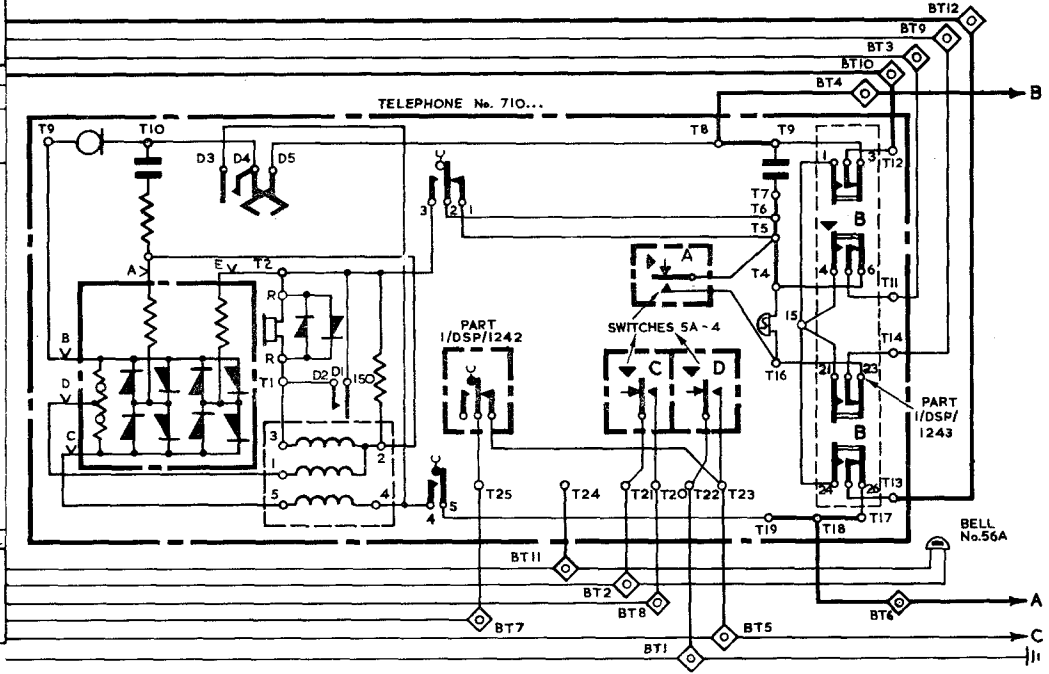 BT12
BT9
BT3
BT10
BT4
B
TELEPHONE No. 710...
T9
T10
D3
D4
D5
T8
T9
1
3
T12
T7
T6
T5
3
2
1
B
A
E
T2
A
T4
4
6
T11
R
SWITCHES 5A-4
S
15
T14
B
PART
1/DSP/1242
R
T16
21
23
D
T1
D2
D1
150
C
D
PART
1/DSP/
1243
C
3
2
B
1
24
26
T13
5
4
4
5
T25
T24
T21
T20
T22
T23
T19
T18
T17
BELL
No.56A
BT11
BT2
BT8
BT6
A
BT7
BT5
C
BT1